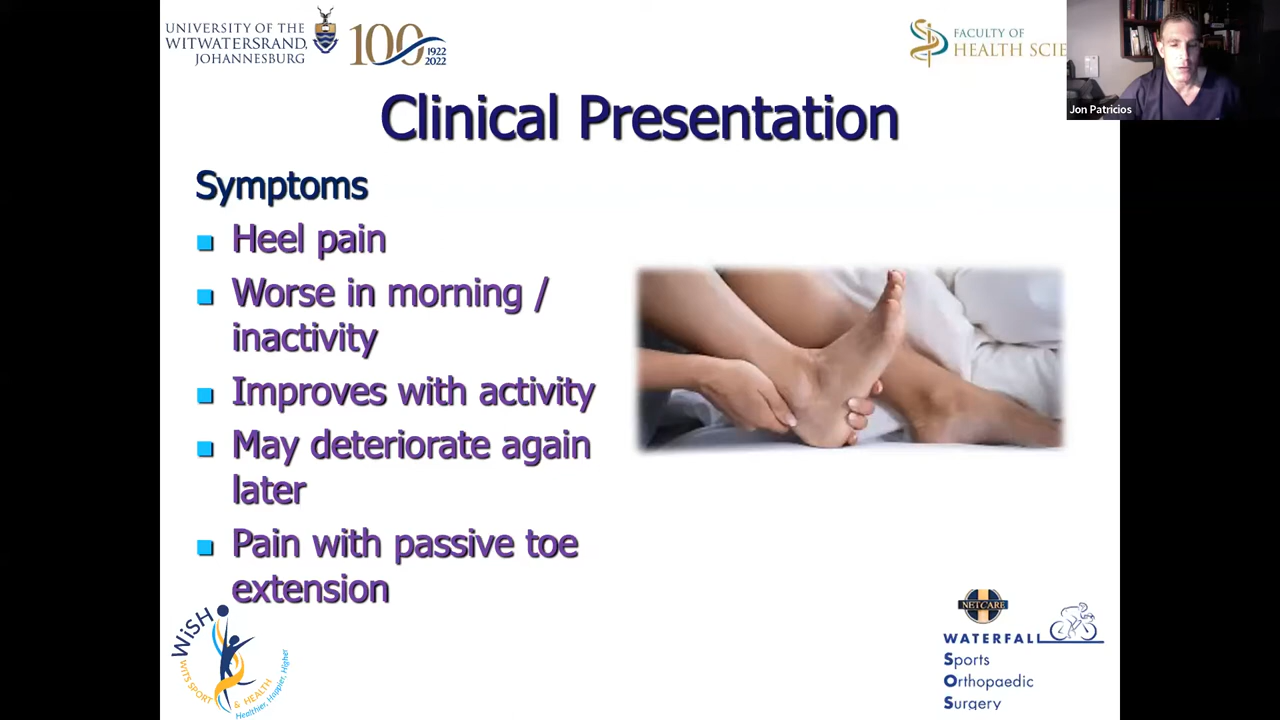 UNIVERSITY OF THE
WITWATERSRAND,
JOHANNESBURG
100
1922
2022
FACULTY OF
HEALTH SCIE
Jon Patricios
Clinical Presentation
Symptoms
Heel pain
Worse in morning /
inactivity
Improves with activity
May deteriorate again
later
Pain with passive toe
extension
WiSH
WITS SPORT & HEALTH
Healthier, Happier, Higher
NETCARE
WATERFALL
Sports
Orthopaedic
Surgery